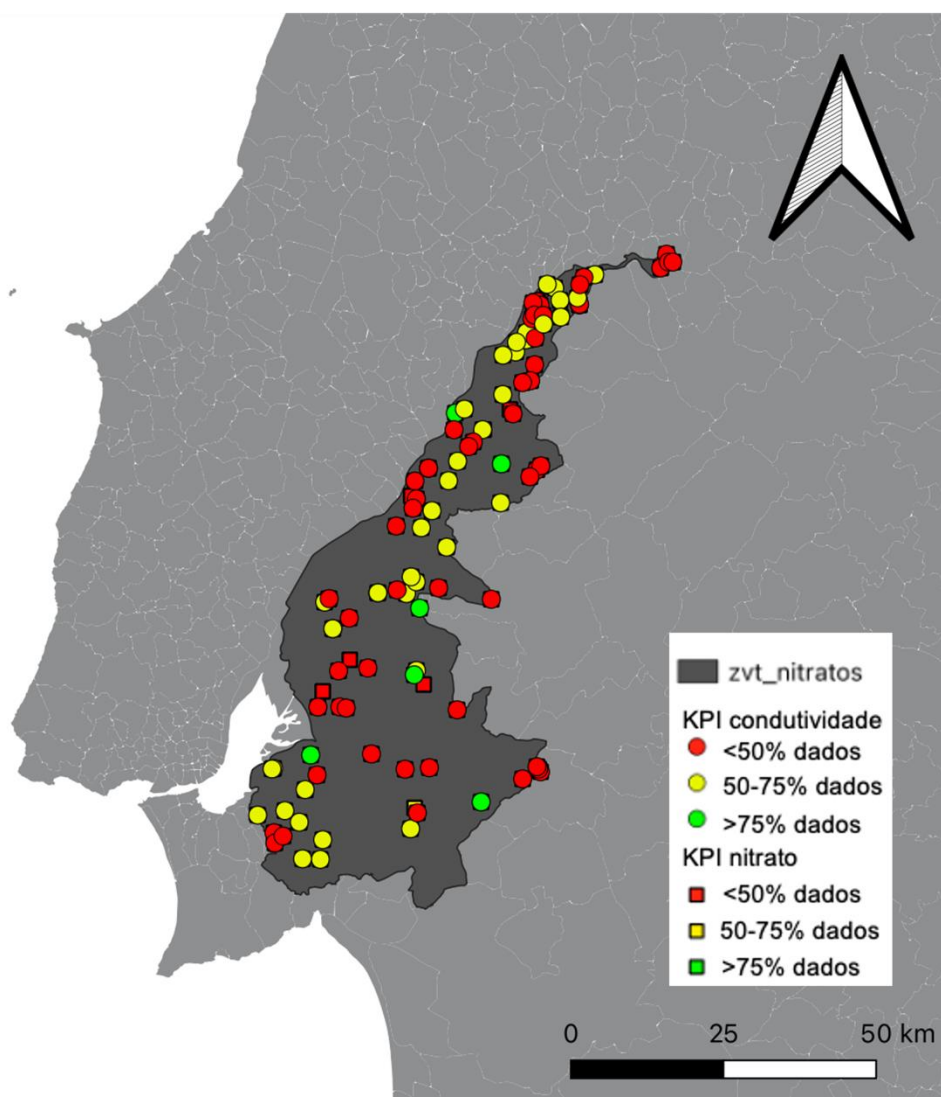 zvt_nitratos
KPI condutividade
<50% dados
50-75% dados
>75% dados
KPI nitrato
<50% dados
50-75% dados
>75% dados
0 25 50 km